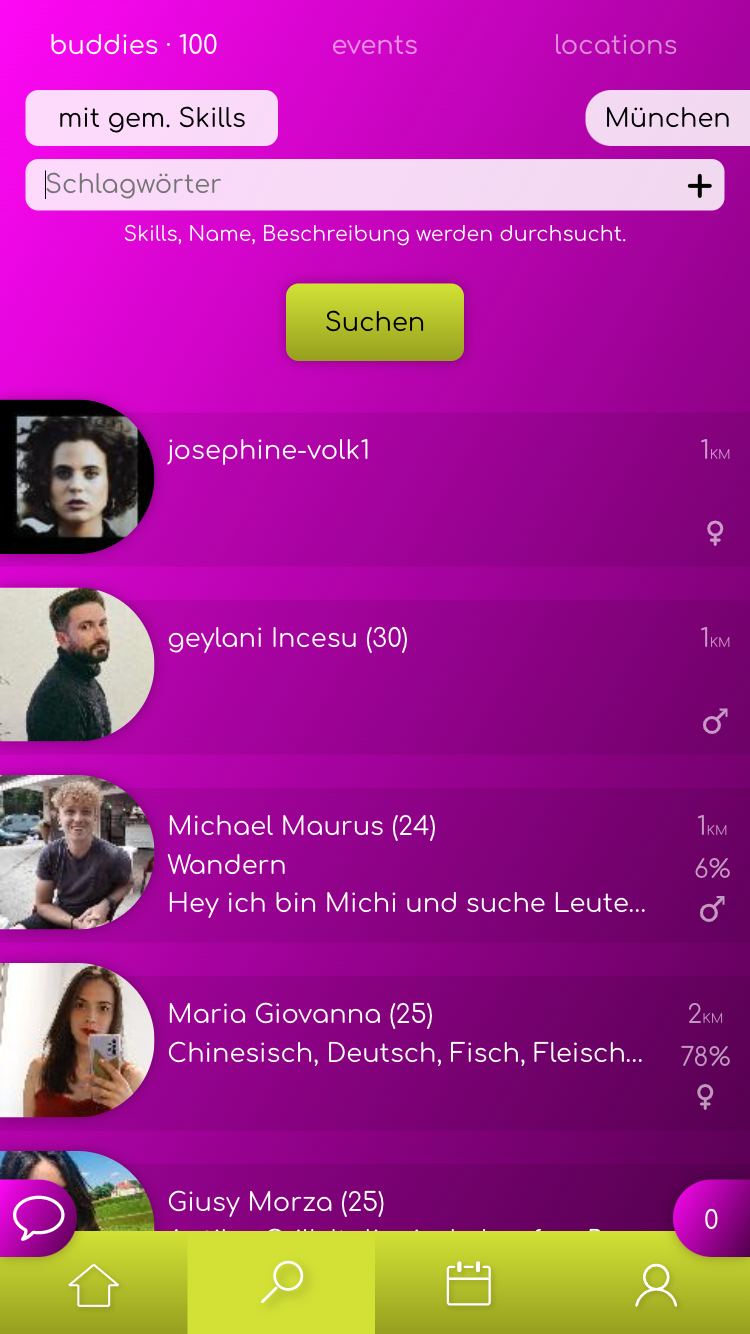 buddies · 100 events locations
mit gem. Skills München
Schlagwörter
Skills, Name, Beschreibung werden durchsucht.
Suchen
josephine-volk1 1KM
geylani Incesu (30) 1KM
Michael Maurus (24) 1KM
Wandern 6%
Hey ich bin Michi und suche Leute...
Maria Giovanna (25) 2KM
Chinesisch, Deutsch, Fisch, Fleisch... 78%
Giusy Morza (25)
0